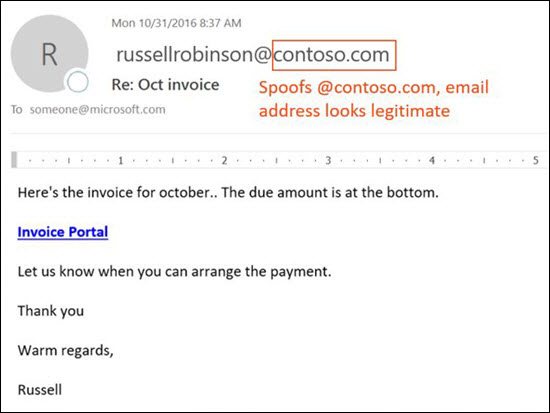 Mon 10/31/2016 8:37 AM
R
russellrobinson@contoso.com
Re: Oct invoice
Spoofs @contoso.com, email
address looks legitimate
To someone@microsoft.com
1 2 3 4 5
Here's the invoice for october.. The due amount is at the bottom.
Invoice Portal
Let us know when you can arrange the payment.
Thank you
Warm regards,
Russell